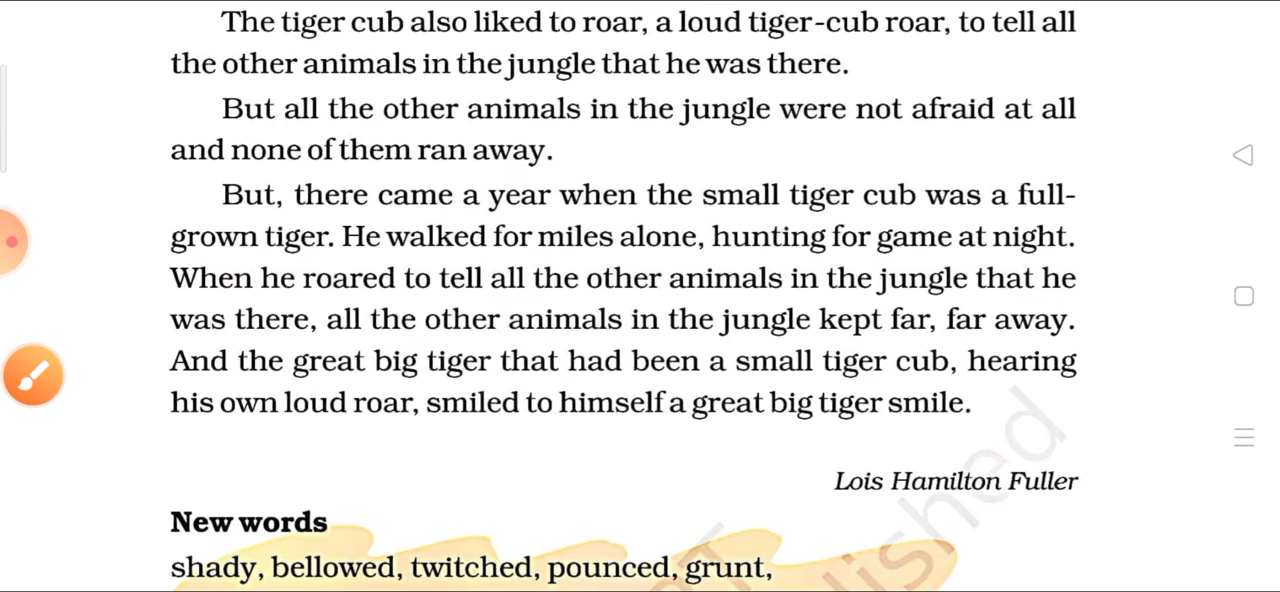 The tiger cub also liked to roar, a loud tiger-cub roar, to tell all
the other animals in the jungle that he was there.
But all the other animals in the jungle were not afraid at all
and none of them ran away.
But, there came a year when the small tiger cub was a full-
grown tiger. He walked for miles alone, hunting for game at night.
When he roared to tell all the other animals in the jungle that he
was there, all the other animals in the jungle kept far, far away.
And the great big tiger that had been a small tiger cub, hearing
his own loud roar, smiled to himself a great big tiger smile.
Lois Hamilton Fuller
New words
shady, bellowed, twitched, pounced, grunt,